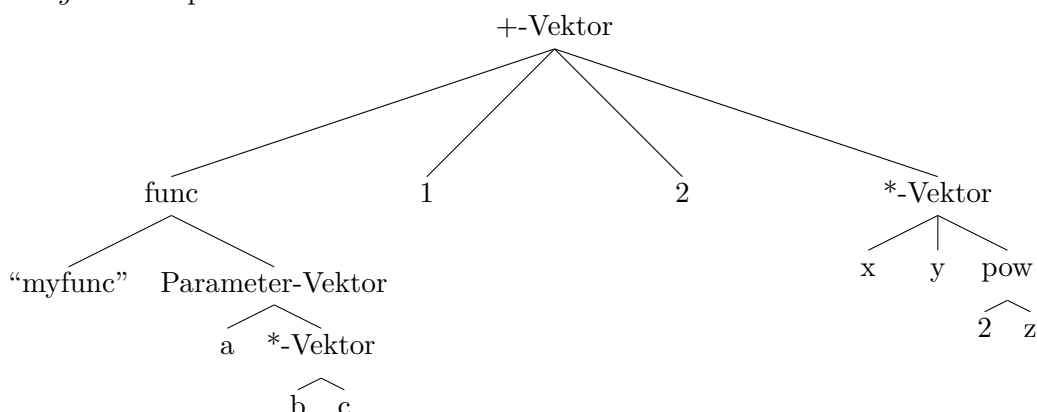 +-Vektor
func 1 2 *-Vektor
“myfunc” Parameter-Vektor x y pow
a *-Vektor 2 z
b c